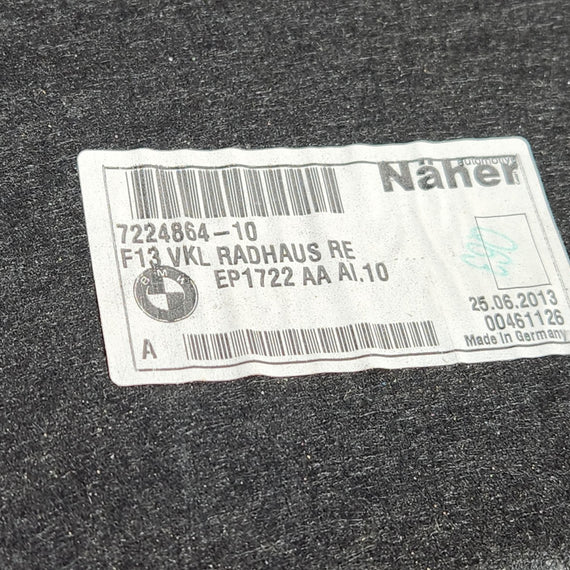 automotive
Näher
7224864-10
F13 VKL RADHAUS RE
BMW
EP1722 AA AI.10
25.06.2013
00461126
A
Made In Germany